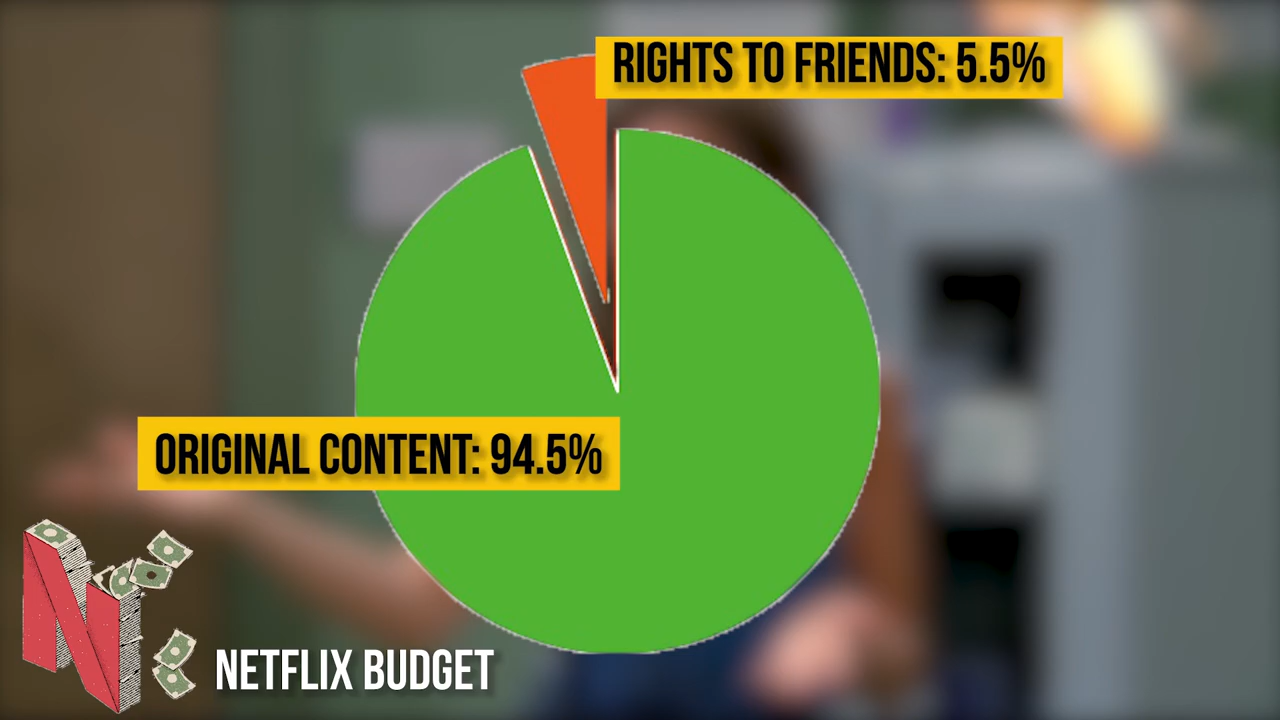 RIGHTS TO FRIENDS: 5.5%
ORIGINAL CONTENT: 94.5%
N
NETFLIX BUDGET